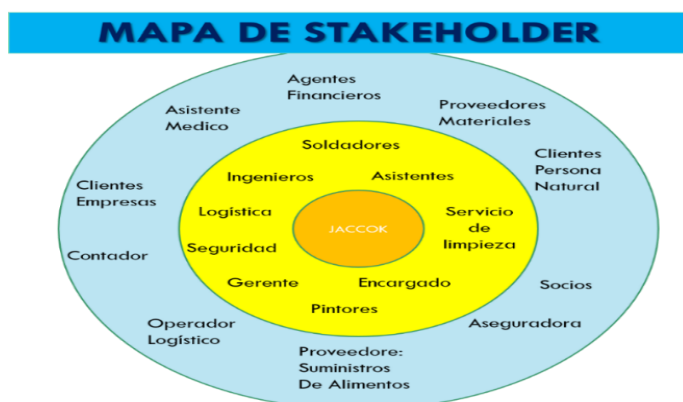 MAPA DE STAKEHOLDER
Agentes
Financieros
Asistente
Medico
Proveedores
Materiales
Soldadores
Clientes
Persona
Natural
Ingenieros
Asistentes
Clientes
Empresas
Logística
Servicio
de
limpieza
JACCOK
Seguridad
Contador
Gerente
Encargado
Socios
Pintores
Operador
Logístico
Aseguradora
Proveedore:
Suministros
De Alimentos